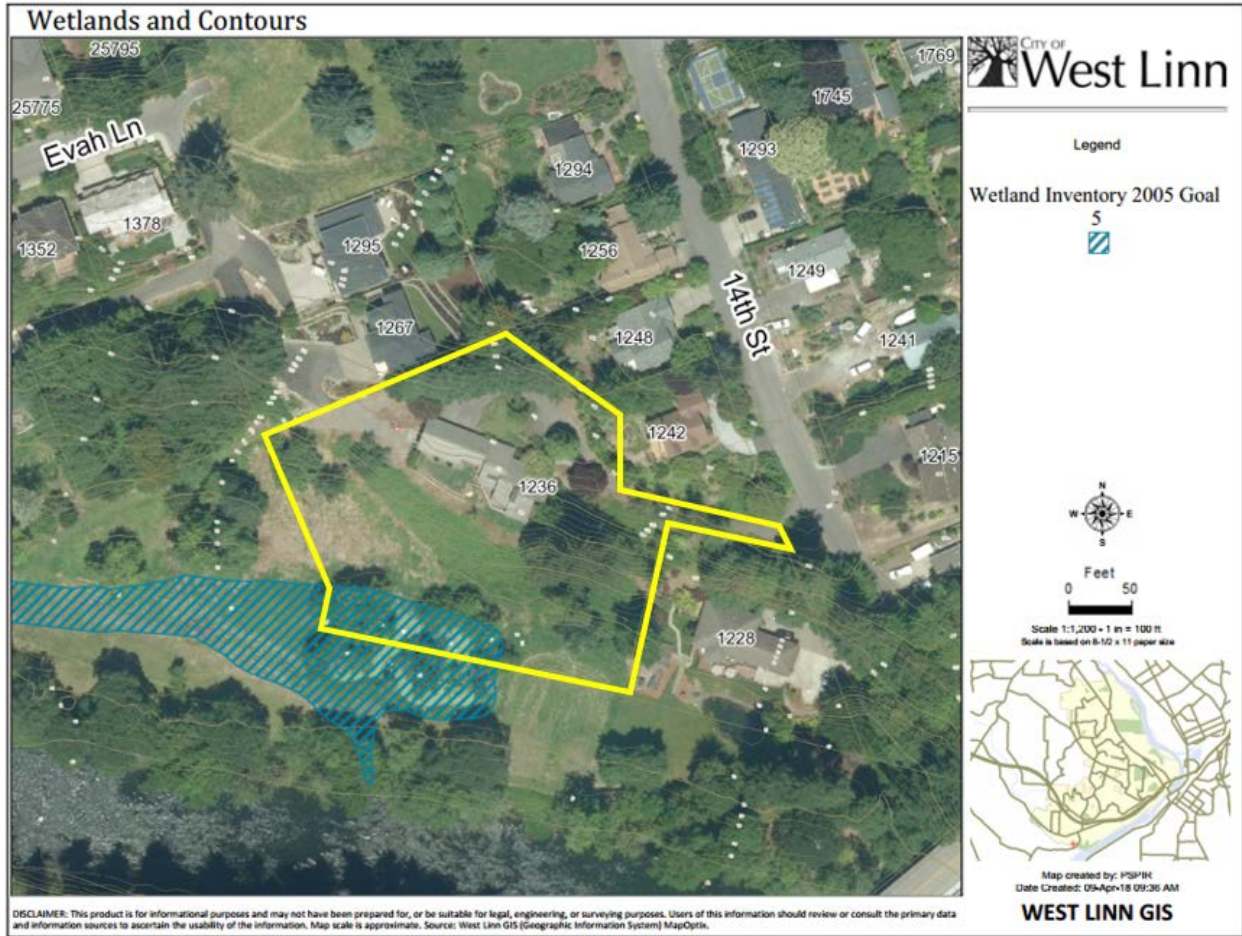 Wetlands and Contours
25795
25775
Evah Ln
1378
1352
1295
1267
1294
1256
1248
1242
1236
1228
1769
1745
1293
1249
1241
1215
14th St
CITY OF
West Linn
Legend
Wetland Inventory 2005 Goal
5
N
W E
S
Feet
0 50
Scale 1:1,200 - 1 in = 100 ft
Scale is based on 8-1/2 x 11 paper size
Map created by: PSPIR
Date Created: 09-Apr-18 09:36 AM
WEST LINN GIS
DISCLAIMER: This product is for informational purposes and may not have been prepared for, or be suitable for legal, engineering, or surveying purposes. Users of this information should review or consult the primary data
and information sources to ascertain the usability of the information. Map scale is approximate. Source: West Linn GIS (Geographic Information System) MapOptix.